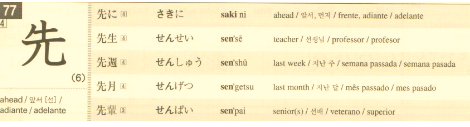 77
4
先
(6)
ahead / 앞서 [선] /
adiante / adelante
先に 3 さきに saki ni ahead / 앞서, 먼저 / frente, adiante / adelante
先生 4 せんせい sen'sê teacher / 선생님 / professor / profesor
先週 4 せんしゅう sen'shū last week / 지난 주 / semana passada / semana pasada
先月 4 せんげつ sen'getsu last month / 지난 달 / mês passado / mes pasado
先輩 3 せんぱい sen'pai senior(s) / 선배 / veterano / superior